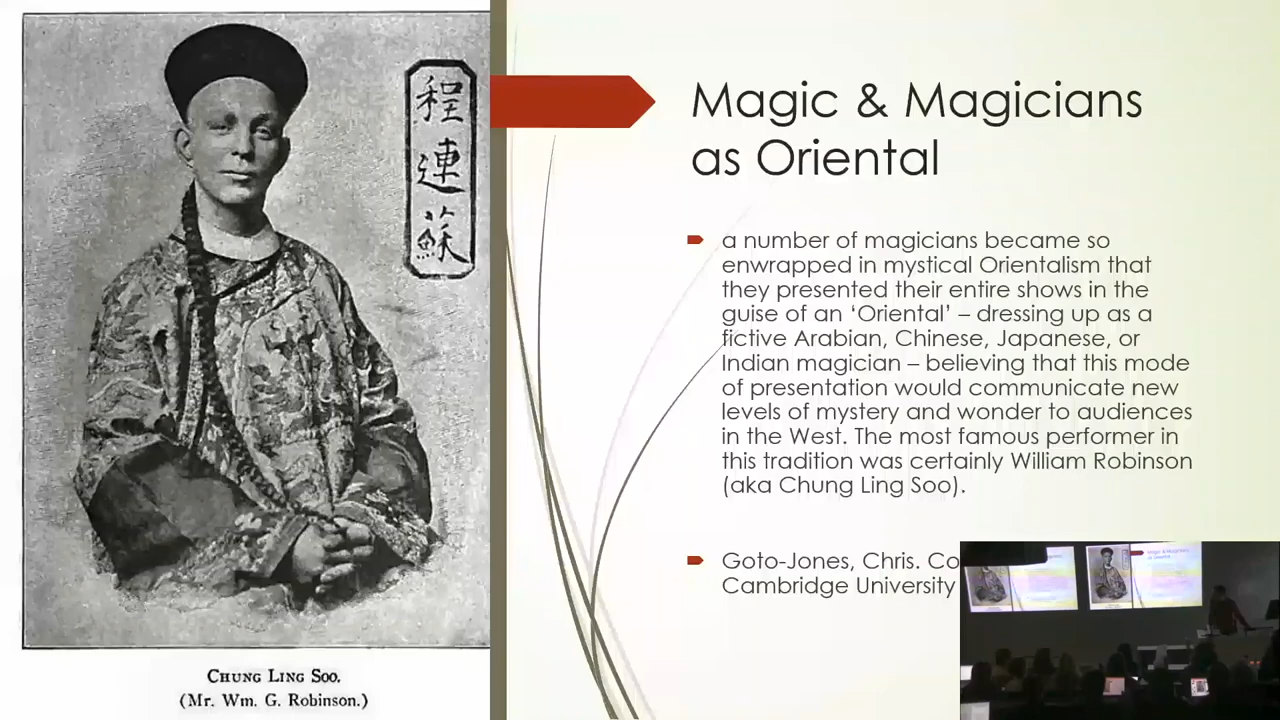 程
連
蘇
CHUNG LING SOO.
(Mr. Wm. G. Robinson.)
Magic & Magicians
as Oriental
a number of magicians became so
enwrapped in mystical Orientalism that
they presented their entire shows in the
guise of an ‘Oriental’ – dressing up as a
fictive Arabian, Chinese, Japanese, or
Indian magician – believing that this mode
of presentation would communicate new
levels of mystery and wonder to audiences
in the West. The most famous performer in
this tradition was certainly William Robinson
(aka Chung Ling Soo).
Goto-Jones, Chris. Co
Cambridge University